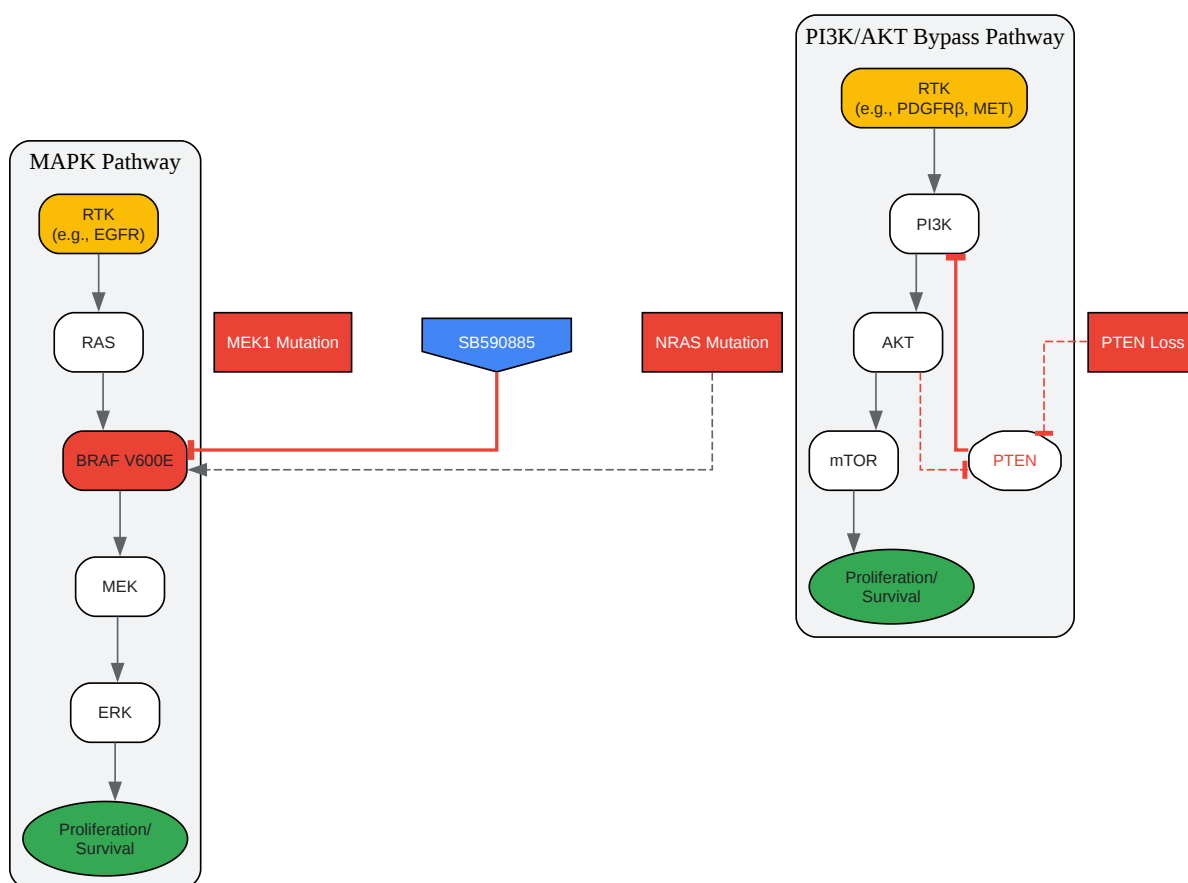 PI3K/AKT Bypass Pathway
RTK
(e.g., PDGFRβ, MET)
MAPK Pathway
RTK
(e.g., EGFR)
PI3K
RAS
MEK1 Mutation
SB590885
NRAS Mutation
AKT
PTEN Loss
BRAF V600E
mTOR
PTEN
MEK
Proliferation/
Survival
ERK
Proliferation/
Survival